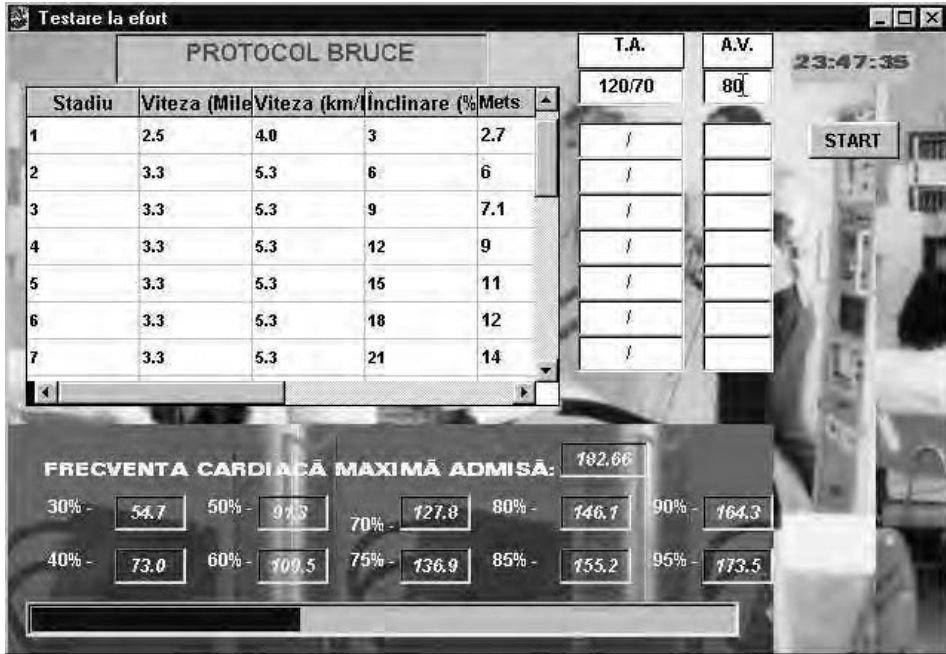 Testare la efort
PROTOCOL BRUCE
T.A. A.V.
23:47:35
120/70 80
Stadiu Viteza (Mile Viteza (km/l Înclinare (% Mets
START
1 2.5 4.0 3 2.7 /
2 3.3 5.3 6 6 /
3 3.3 5.3 9 7.1 /
4 3.3 5.3 12 9 /
5 3.3 5.3 15 11 /
6 3.3 5.3 18 12 /
7 3.3 5.3 21 14 /
FRECVENTA CARDIACĂ MAXIMĂ ADMISĂ: 182.66
30% - 54.7 50% - 91.3 70% - 127.8 80% - 146.1 90% - 164.3
40% - 73.0 60% - 109.5 75% - 136.9 85% - 155.2 95% - 173.5